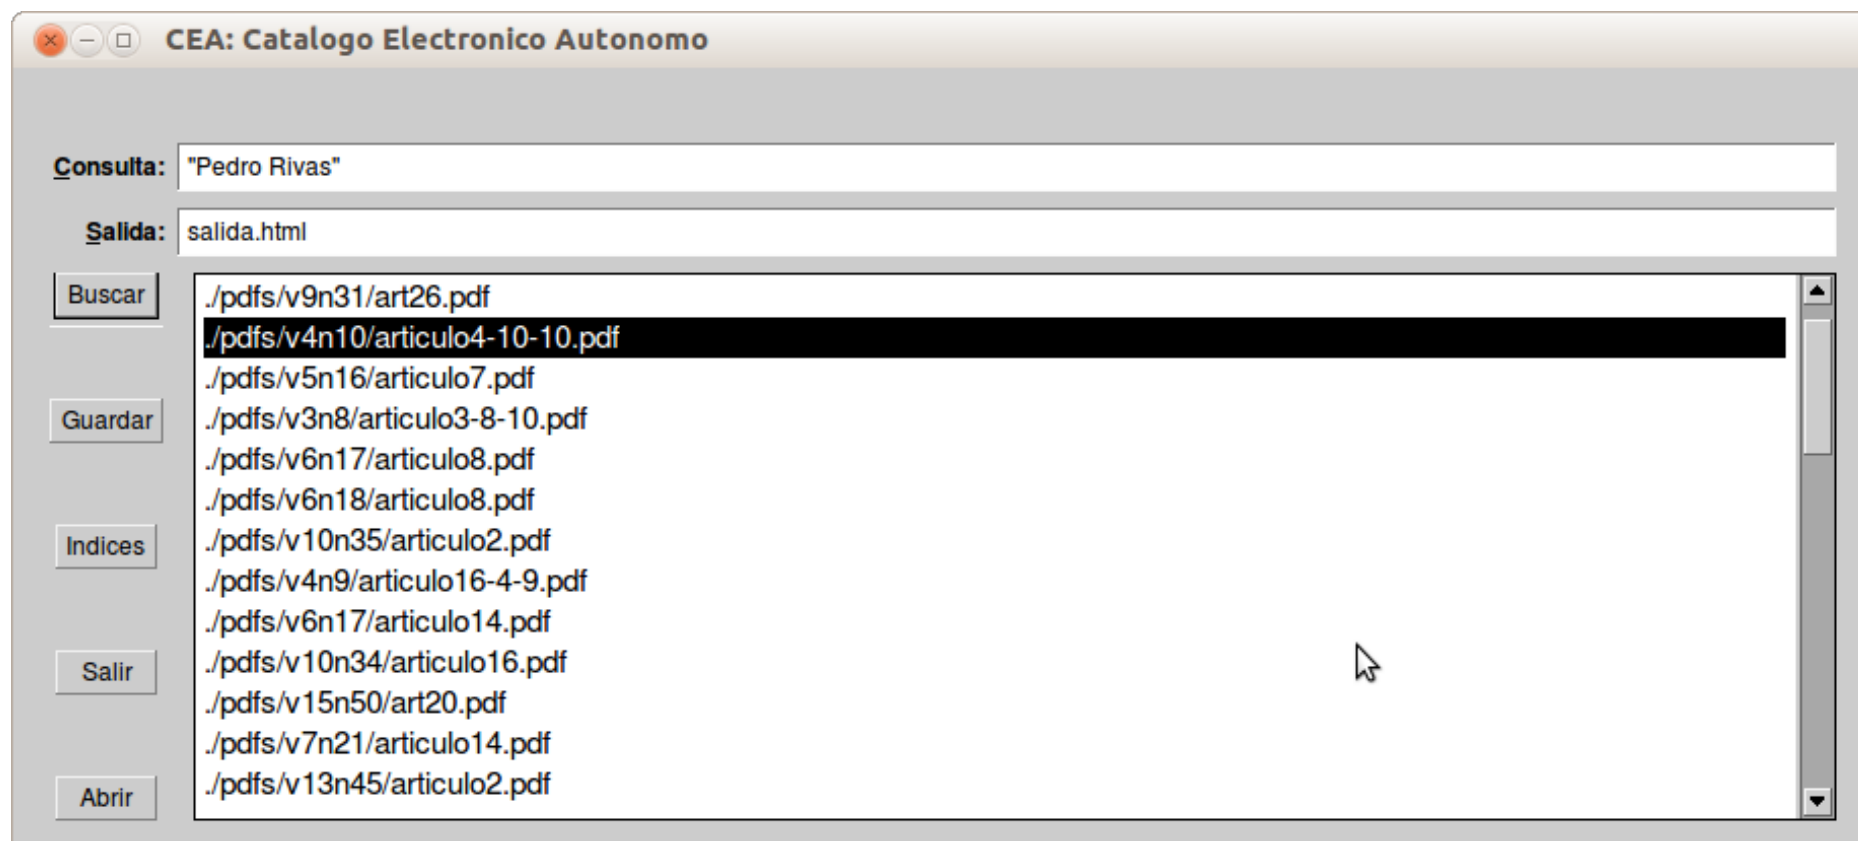 CEA: Catalogo Electronico Autonomo
Consulta: "Pedro Rivas"
Salida: salida.html
Buscar
./pdfs/v9n31/art26.pdf
./pdfs/v4n10/articulo4-10-10.pdf
./pdfs/v5n16/articulo7.pdf
Guardar
./pdfs/v3n8/articulo3-8-10.pdf
./pdfs/v6n17/articulo8.pdf
./pdfs/v6n18/articulo8.pdf
Indices
./pdfs/v10n35/articulo2.pdf
./pdfs/v4n9/articulo16-4-9.pdf
./pdfs/v6n17/articulo14.pdf
Salir
./pdfs/v10n34/articulo16.pdf
./pdfs/v15n50/art20.pdf
./pdfs/v7n21/articulo14.pdf
Abrir
./pdfs/v13n45/articulo2.pdf